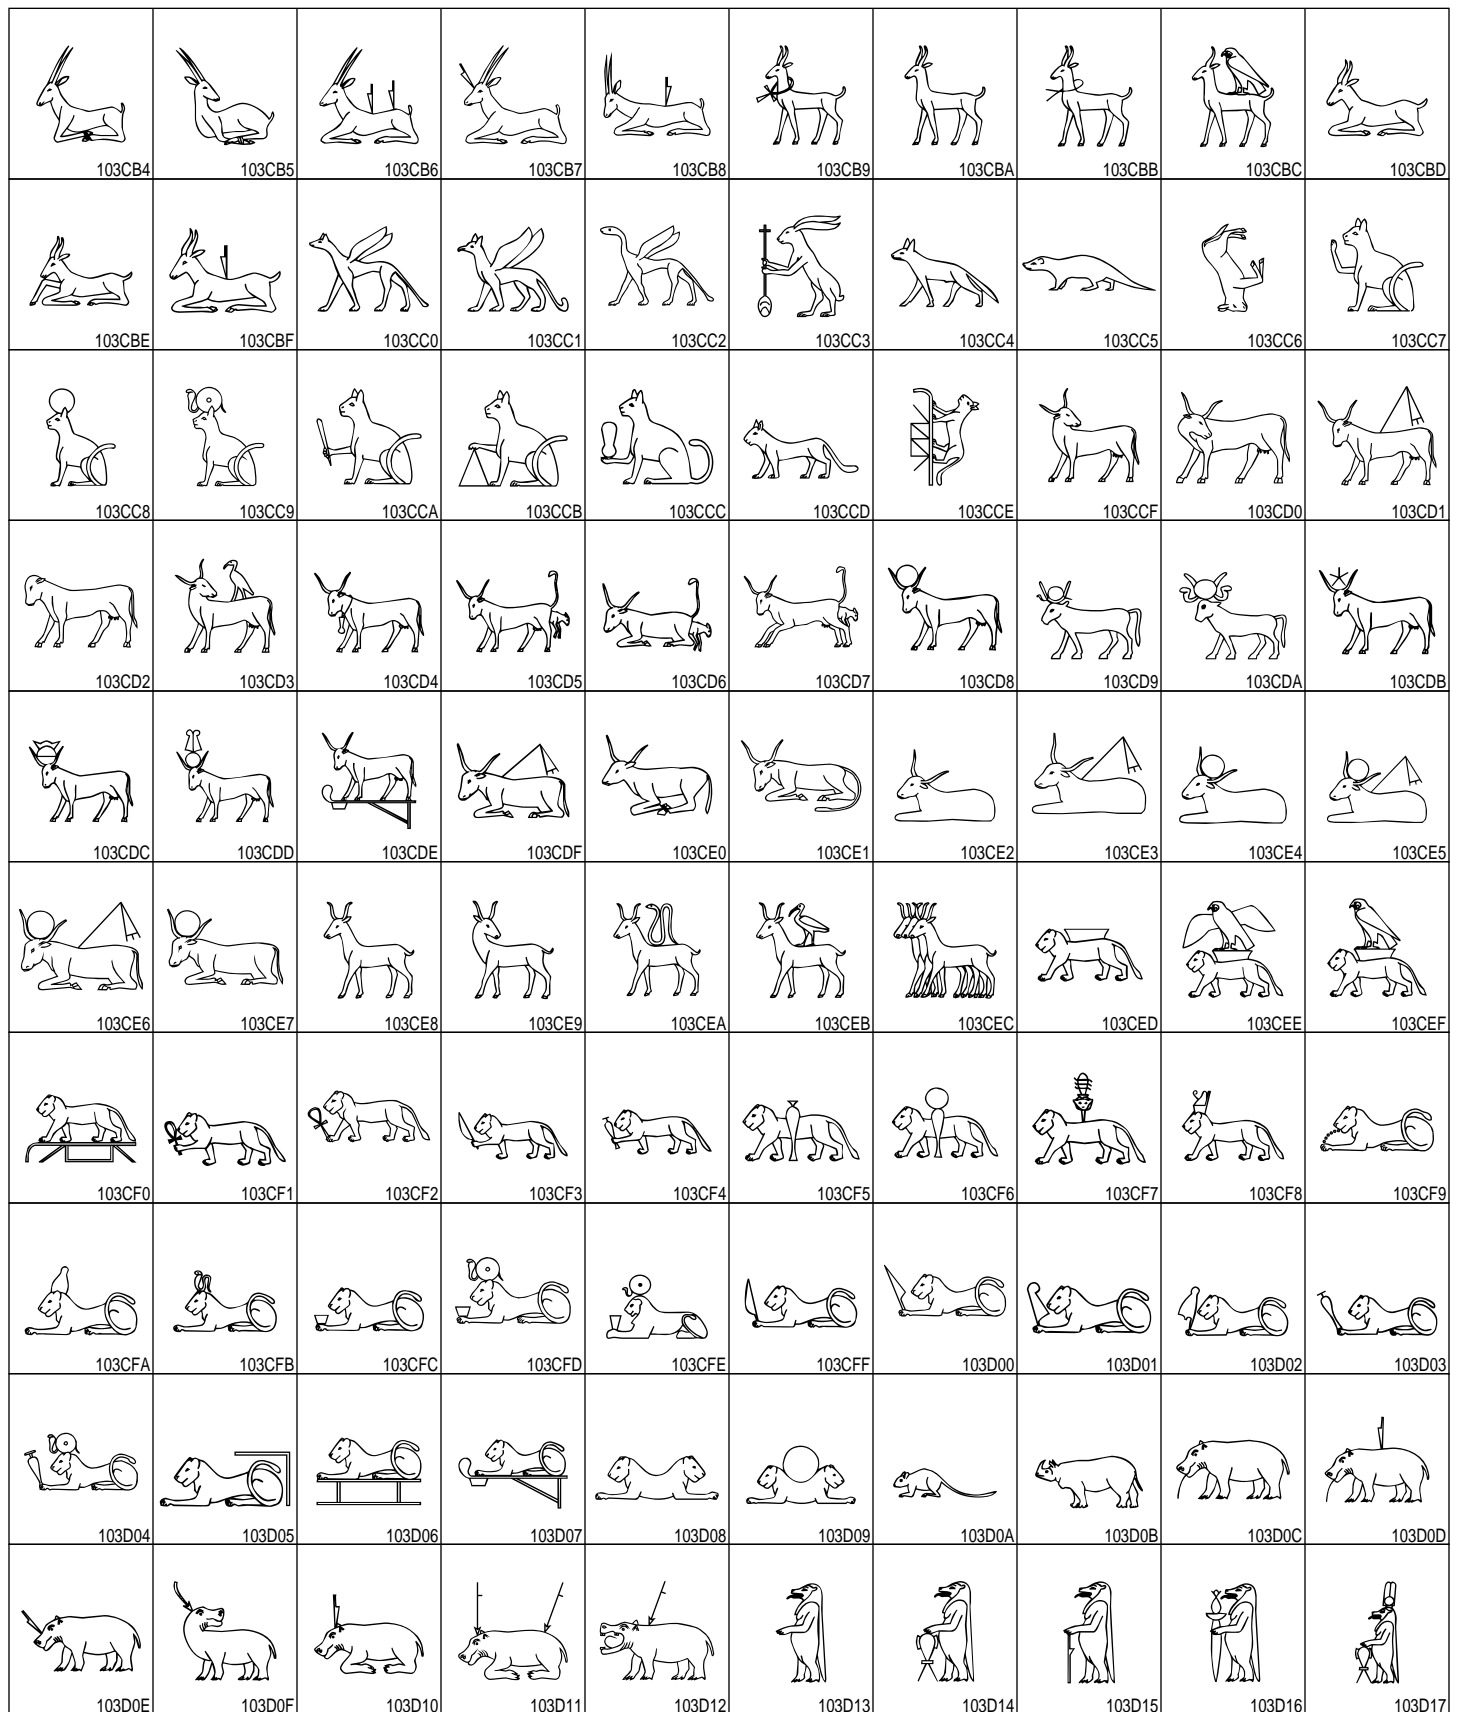 103CB4 103CB5 103CB6 103CB7 103CB8 103CB9 103CBA 103CBB 103CBC 103CBD
103CBE 103CBF 103CC0 103CC1 103CC2 103CC3 103CC4 103CC5 103CC6 103CC7
103CC8 103CC9 103CCA 103CCB 103CCC 103CCD 103CCE 103CCF 103CD0 103CD1
103CD2 103CD3 103CD4 103CD5 103CD6 103CD7 103CD8 103CD9 103CDA 103CDB
103CDC 103CDD 103CDE 103CDF 103CE0 103CE1 103CE2 103CE3 103CE4 103CE5
103CE6 103CE7 103CE8 103CE9 103CEA 103CEB 103CEC 103CED 103CEE 103CEF
103CF0 103CF1 103CF2 103CF3 103CF4 103CF5 103CF6 103CF7 103CF8 103CF9
103CFA 103CFB 103CFC 103CFD 103CFE 103CFF 103D00 103D01 103D02 103D03
103D04 103D05 103D06 103D07 103D08 103D09 103D0A 103D0B 103D0C 103D0D
103D0E 103D0F 103D10 103D11 103D12 103D13 103D14 103D15 103D16 103D17